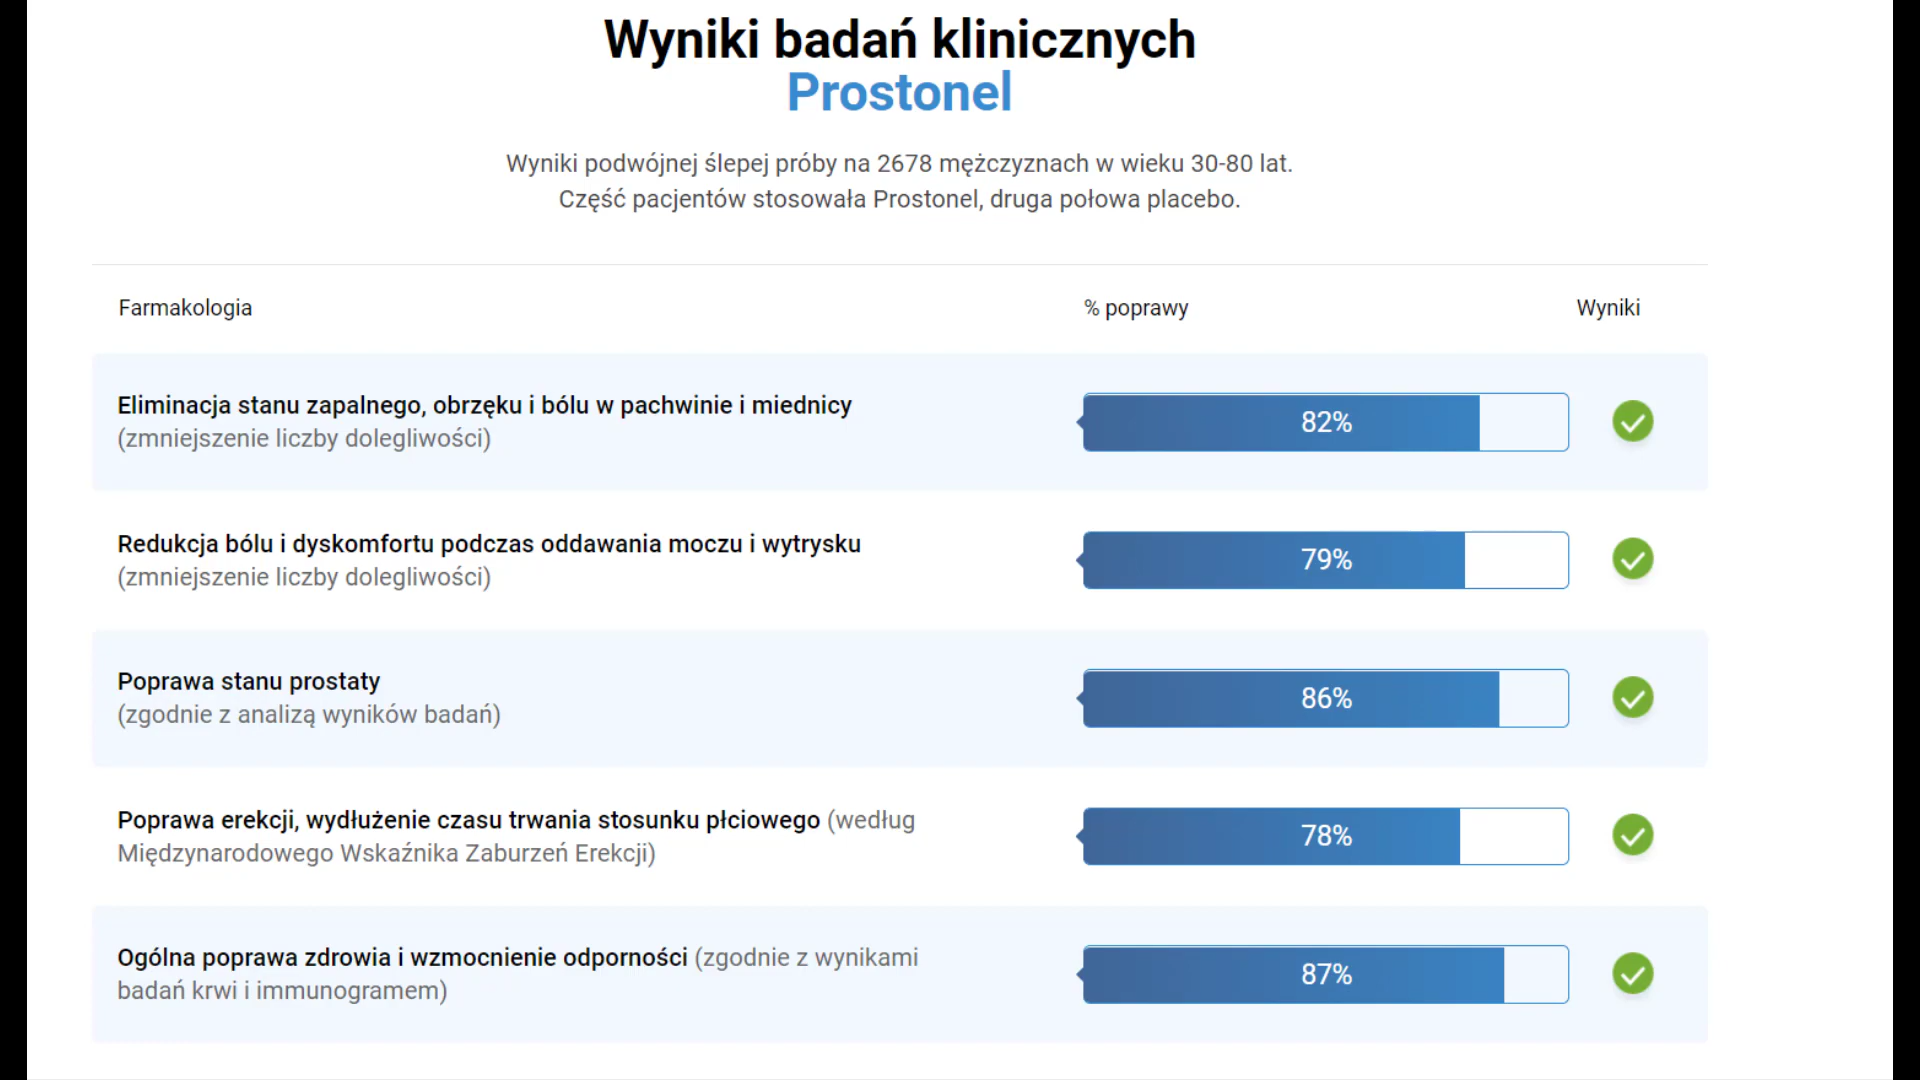 Wyniki badań klinicznych
Prostonel
Wyniki podwójnej ślepej próby na 2678 mężczyznach w wieku 30-80 lat.
Część pacjentów stosowała Prostonel, druga połowa placebo.
Farmakologia % poprawy Wyniki
Eliminacja stanu zapalnego, obrzęku i bólu w pachwinie i miednicy
(zmniejszenie liczby dolegliwości)
82%
Redukcja bólu i dyskomfortu podczas oddawania moczu i wytrysku
(zmniejszenie liczby dolegliwości)
79%
Poprawa stanu prostaty
(zgodnie z analizą wyników badań)
86%
Poprawa erekcji, wydłużenie czasu trwania stosunku płciowego (według
Międzynarodowego Wskaźnika Zaburzeń Erekcji)
78%
Ogólna poprawa zdrowia i wzmocnienie odporności (zgodnie z wynikami
badań krwi i immunogramem)
87%